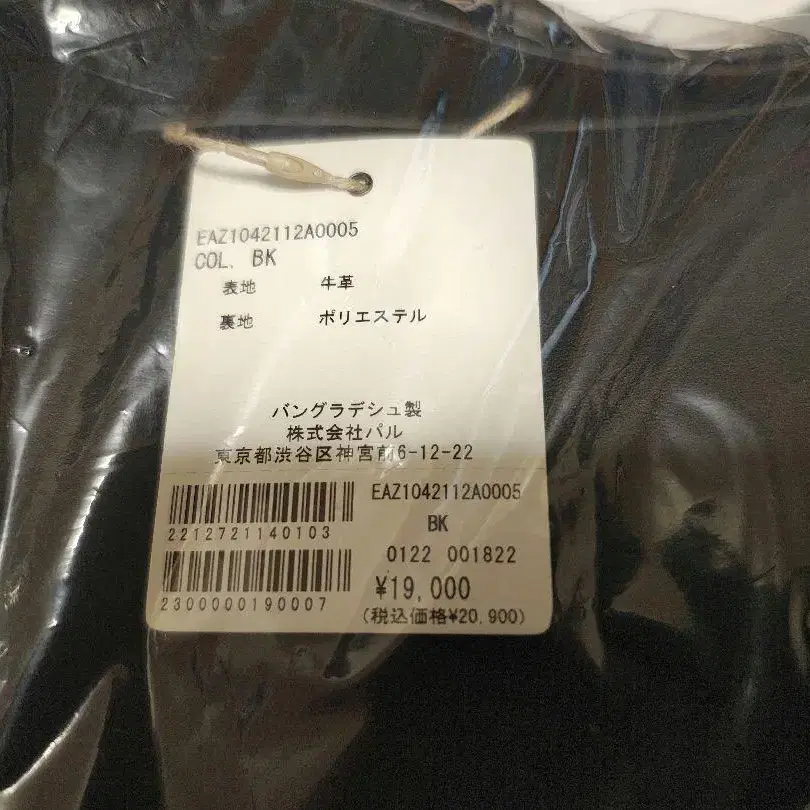 EAZ1042112A0005
COL. BK
表地 牛革
裏地 ポリエステル
バングラデシュ製
株式会社パル
東京都渋谷区神宮前6-12-22
EAZ1042112A0005
BK
2212721140103
0122 001822
¥19,000
2300000190007
(税込価格¥20,900)